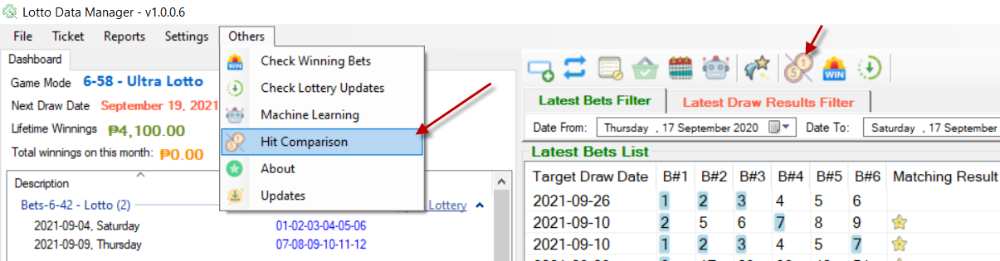 Lotto Data Manager - v1.0.0.6
File Ticket Reports Settings Others
Dashboard
Game Mode 6-58 - Ultra Lotto
Next Draw Date September 19, 2021
Lifetime Winnings ₱4,100.00
Total winnings on this month: ₱0.00
Description
Bets-6-42 - Lotto (2) Lottery
2021-09-04, Saturday 01-02-03-04-05-06
2021-09-09, Thursday 07-08-09-10-11-12
Check Winning Bets
Check Lottery Updates
Machine Learning
Hit Comparison
About
Updates
WIN
1
5
WIN
1
5
WIN
Latest Bets Filter Latest Draw Results Filter
Date From: Thursday , 17 September 2020 Date To: Saturday , 17 September
Latest Bets List
Target Draw Date B#1 B#2 B#3 B#4 B#5 B#6 Matching Result
2021-09-26 1 2 3 4 5 6
2021-09-10 2 5 6 7 8 9
2021-09-10 1 2 3 4 5 7